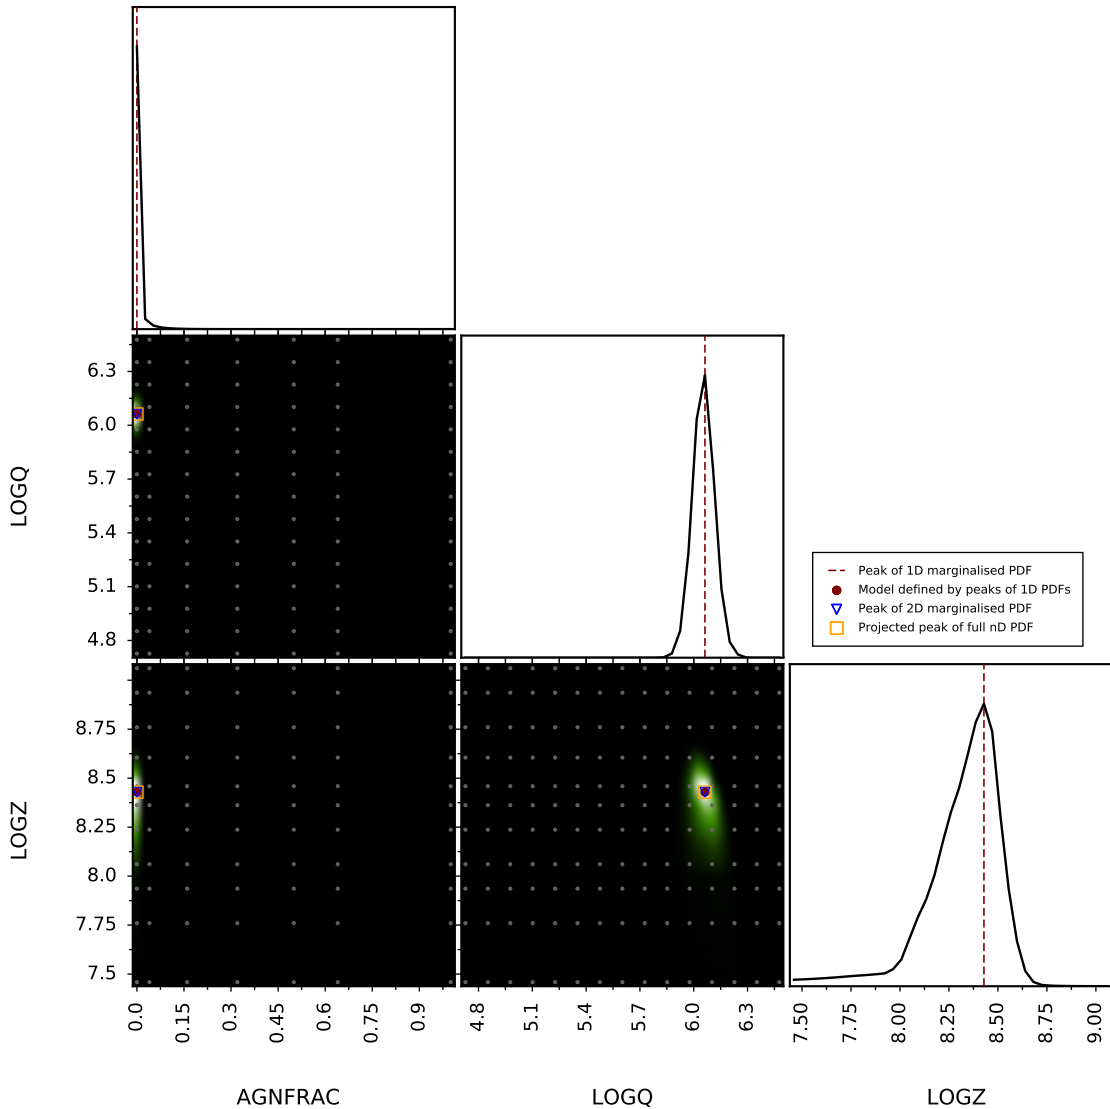 LOGQ
6.3
6.0
5.7
5.4
5.1
4.8
Peak of 1D marginalised PDF
Model defined by peaks of 1D PDFs
Peak of 2D marginalised PDF
Projected peak of full nD PDF
LOGZ
8.75
8.5
8.25
8.0
7.75
7.5
0.0 0.15 0.3 0.45 0.6 0.75 0.9
4.8 5.1 5.4 5.7 6.0 6.3
7.50 7.75 8.00 8.25 8.50 8.75 9.00
AGNFRAC
LOGQ
LOGZ